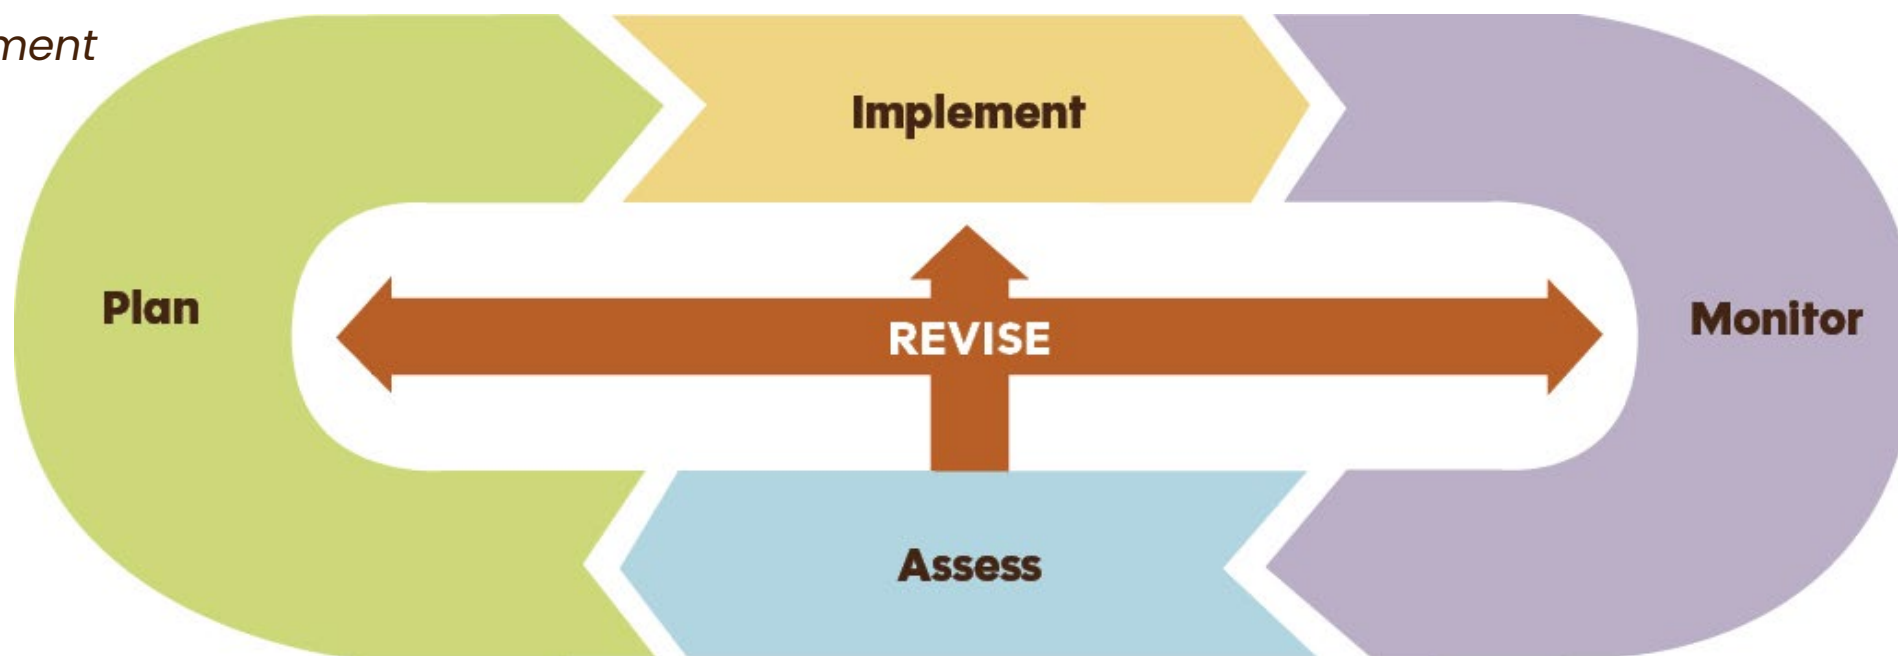 ment
Implement
Plan
REVISE
Monitor
Assess